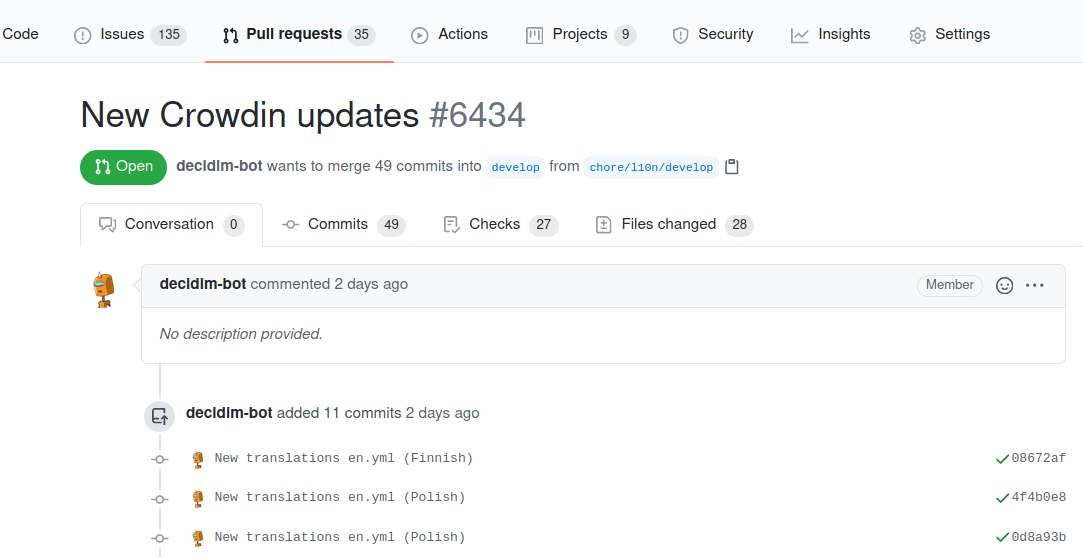 Code Issues 135 Pull requests 35 Actions Projects 9 Security Insights Settings
New Crowdin updates #6434
Open decidim-bot wants to merge 49 commits into develop from chore/l10n/develop
Conversation 0 Commits 49 Checks 27 Files changed 28
decidim-bot commented 2 days ago Member
No description provided.
decidim-bot added 11 commits 2 days ago
New translations en.yml (Finnish) 08672af
New translations en.yml (Polish) 4f4b0e8
New translations en.yml (Polish) 0d8a93b